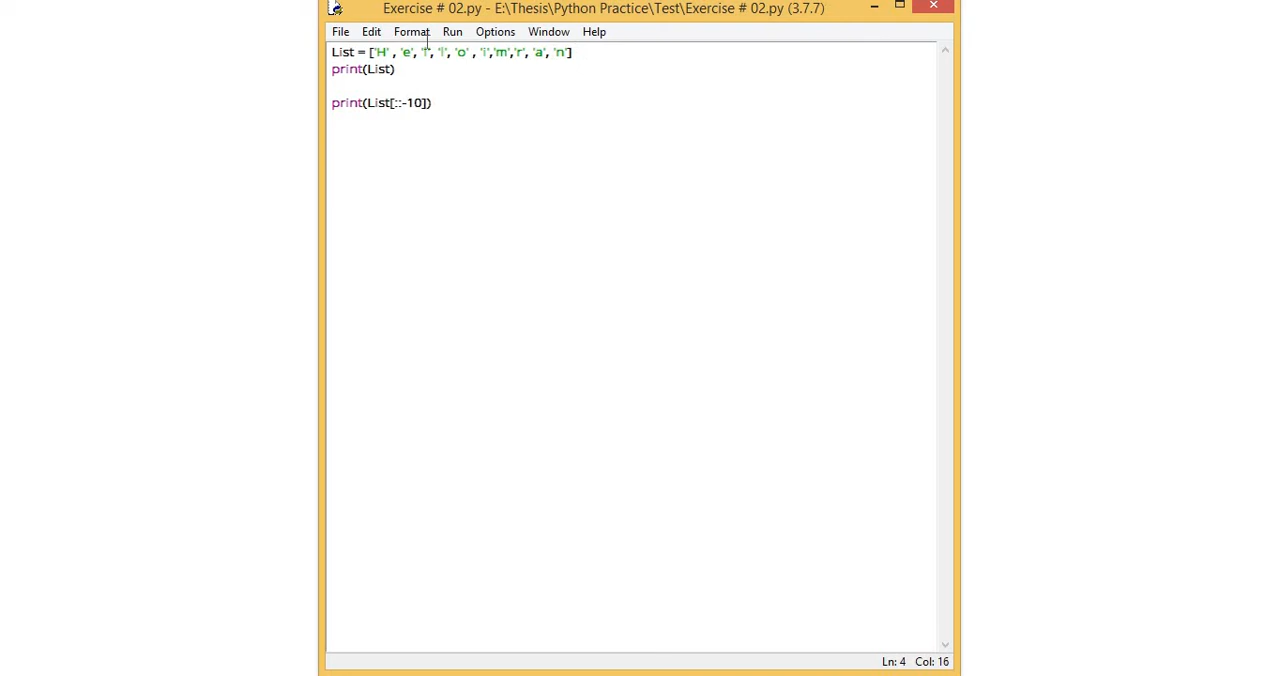 Exercise # 02.py - E:\Thesis\Python Practice\Test\Exercise # 02.py (3.7.7)
File Edit Format Run Options Window Help
List = ['H' , 'e', 'l', 'l', 'o' , 'i','m','r', 'a', 'n']
print(List)
print(List[::-10])
Ln: 4 Col: 16